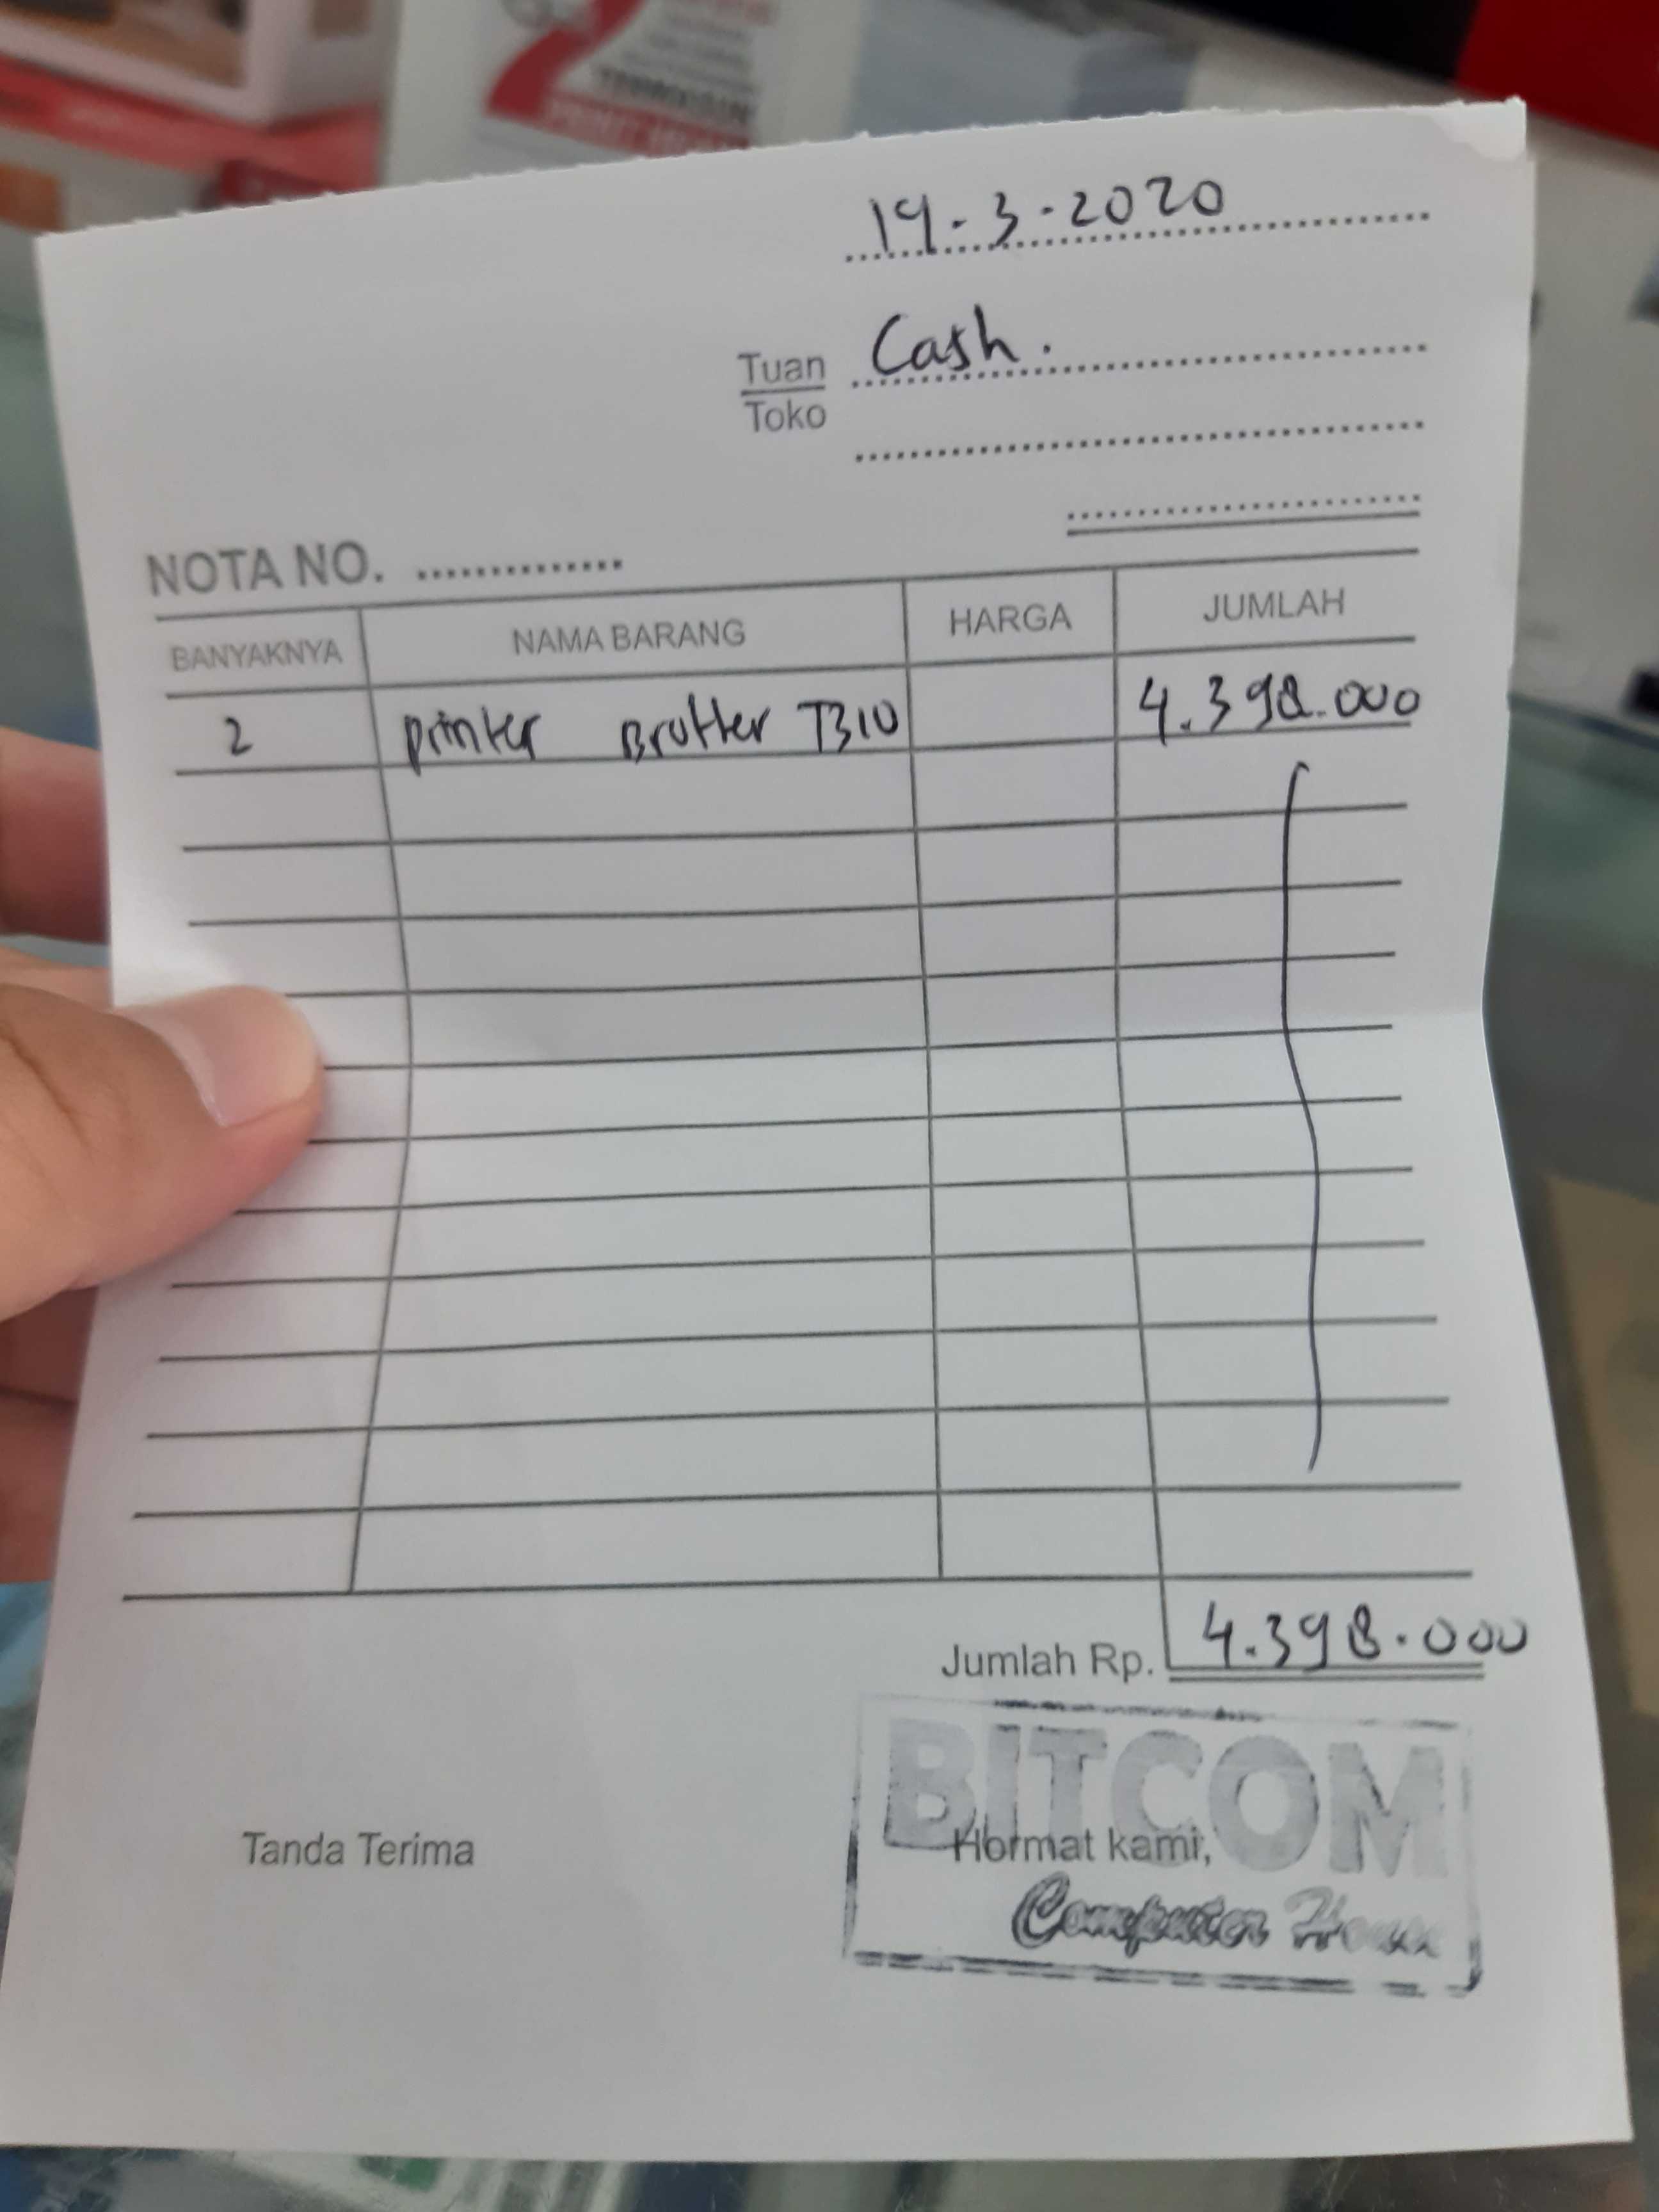 19-3-2020
Tuan Cash.
Toko
NOTA NO.
BANYAKNYA NAMA BARANG HARGA JUMLAH
2 printer Brotter T310 4.398.000
Jumlah Rp. 4.398.000
BITCOM
Tanda Terima Hormat kami,
Computer